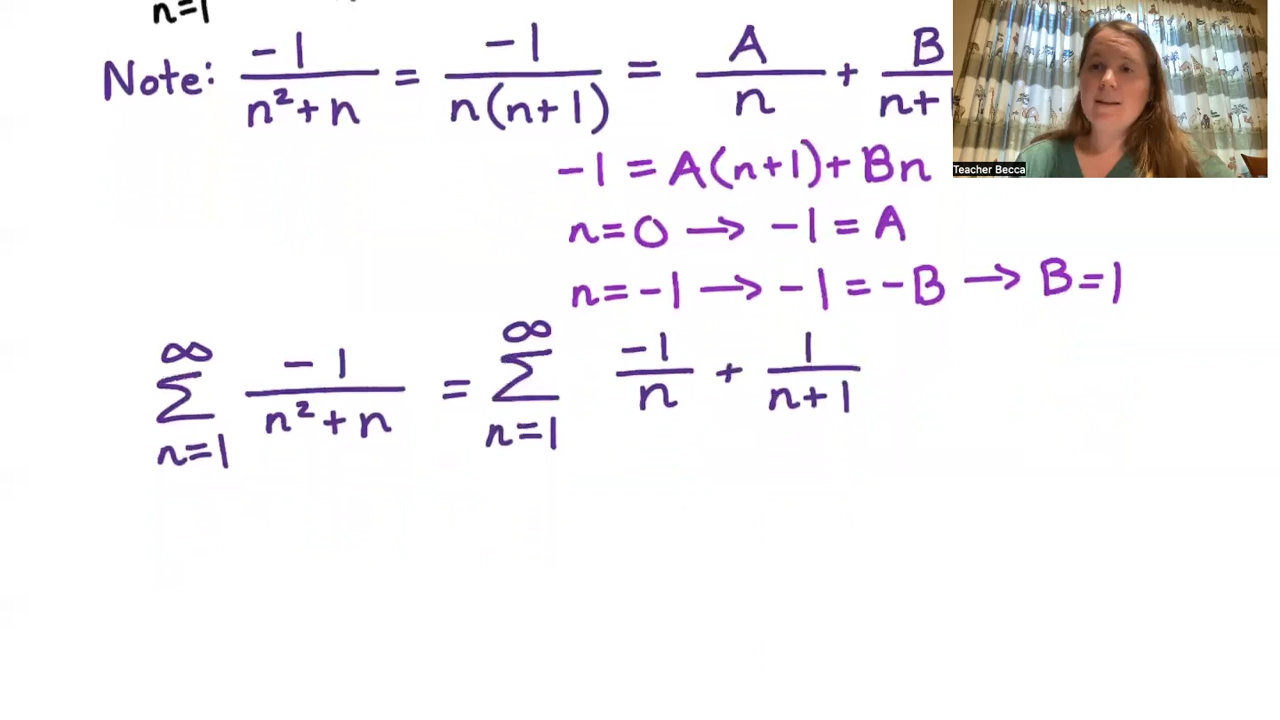 n=1
Note: -1/(n²+n) = -1/(n(n+1)) = A/n + B/(n+
-1 = A(n+1)+Bn
n=0 → -1 = A
n=-1 → -1 = -B → B=1
∞ ∑ n=1 -1/(n²+n) = ∞ ∑ n=1 -1/n + 1/(n+1)
Teacher Becca